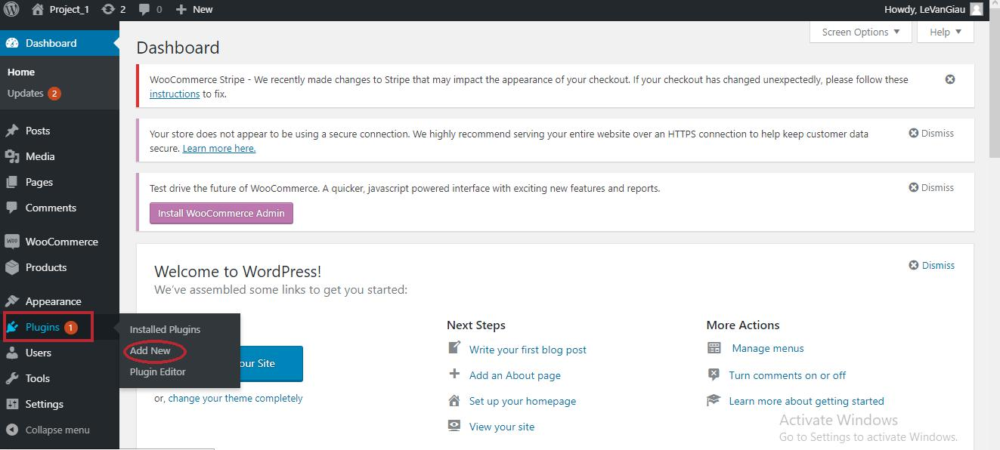 Project_1 2 0 New Howdy, LeVanGiau
Screen Options Help
Dashboard
Home
Updates 2
Posts
Media
Pages
Comments
WooCommerce
Products
Appearance
Plugins 1
Installed Plugins
Add New
Plugin Editor
Users
Tools
Settings
Collapse menu
Dashboard
WooCommerce Stripe - We recently made changes to Stripe that may impact the appearance of your checkout. If your checkout has changed unexpectedly, please follow these
instructions to fix.
Your store does not appear to be using a secure connection. We highly recommend serving your entire website over an HTTPS connection to help keep customer data
secure. Learn more here.
Dismiss
Test drive the future of WooCommerce. A quicker, javascript powered interface with exciting new features and reports.
Dismiss
Install WooCommerce Admin
Welcome to WordPress!
Dismiss
We've assembled some links to get you started:
our Site
or, change your theme completely
Next Steps
Write your first blog post
Add an About page
Set up your homepage
View your site
More Actions
Manage menus
Turn comments on or off
Learn more about getting started
Activate Windows
Go to Settings to activate Windows.